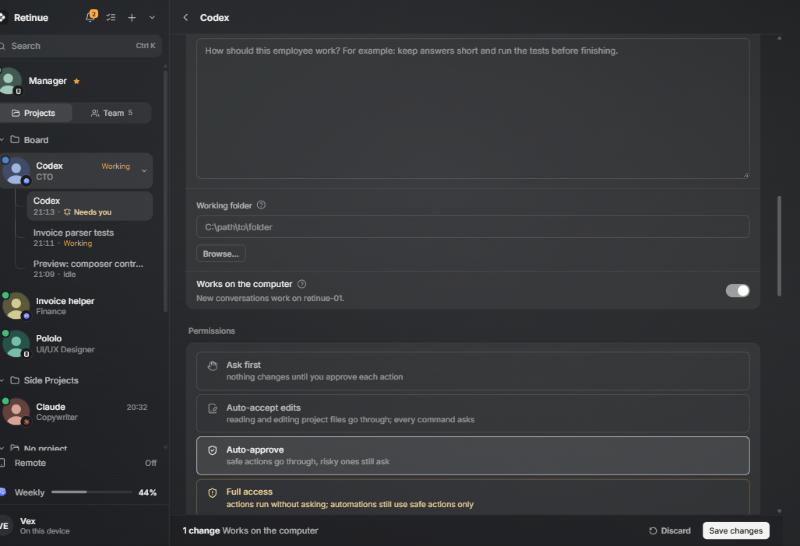 Retinue
2
Codex
Search
Ctrl K
How should this employee work? For example: keep answers short and run the tests before finishing.
Manager
Projects
Team 5
Board
Codex
Working
CTO
Codex
21:13 · Needs you
Invoice parser tests
21:11 · Working
Preview: composer contr...
21:09 · Idle
Invoice helper
Finance
Pololo
UI/UX Designer
Side Projects
Claude
20:32
Copywriter
No project
Remote
Off
Weekly
44%
VE
Vex
On this device
Working folder
C:\path\to\folder
Browse...
Works on the computer
New conversations work on retinue-01.
Permissions
Ask first
nothing changes until you approve each action
Auto-accept edits
reading and editing project files go through; every command asks
Auto-approve
safe actions go through, risky ones still ask
Full access
actions run without asking; automations still use safe actions only
1 change Works on the computer
Discard
Save changes